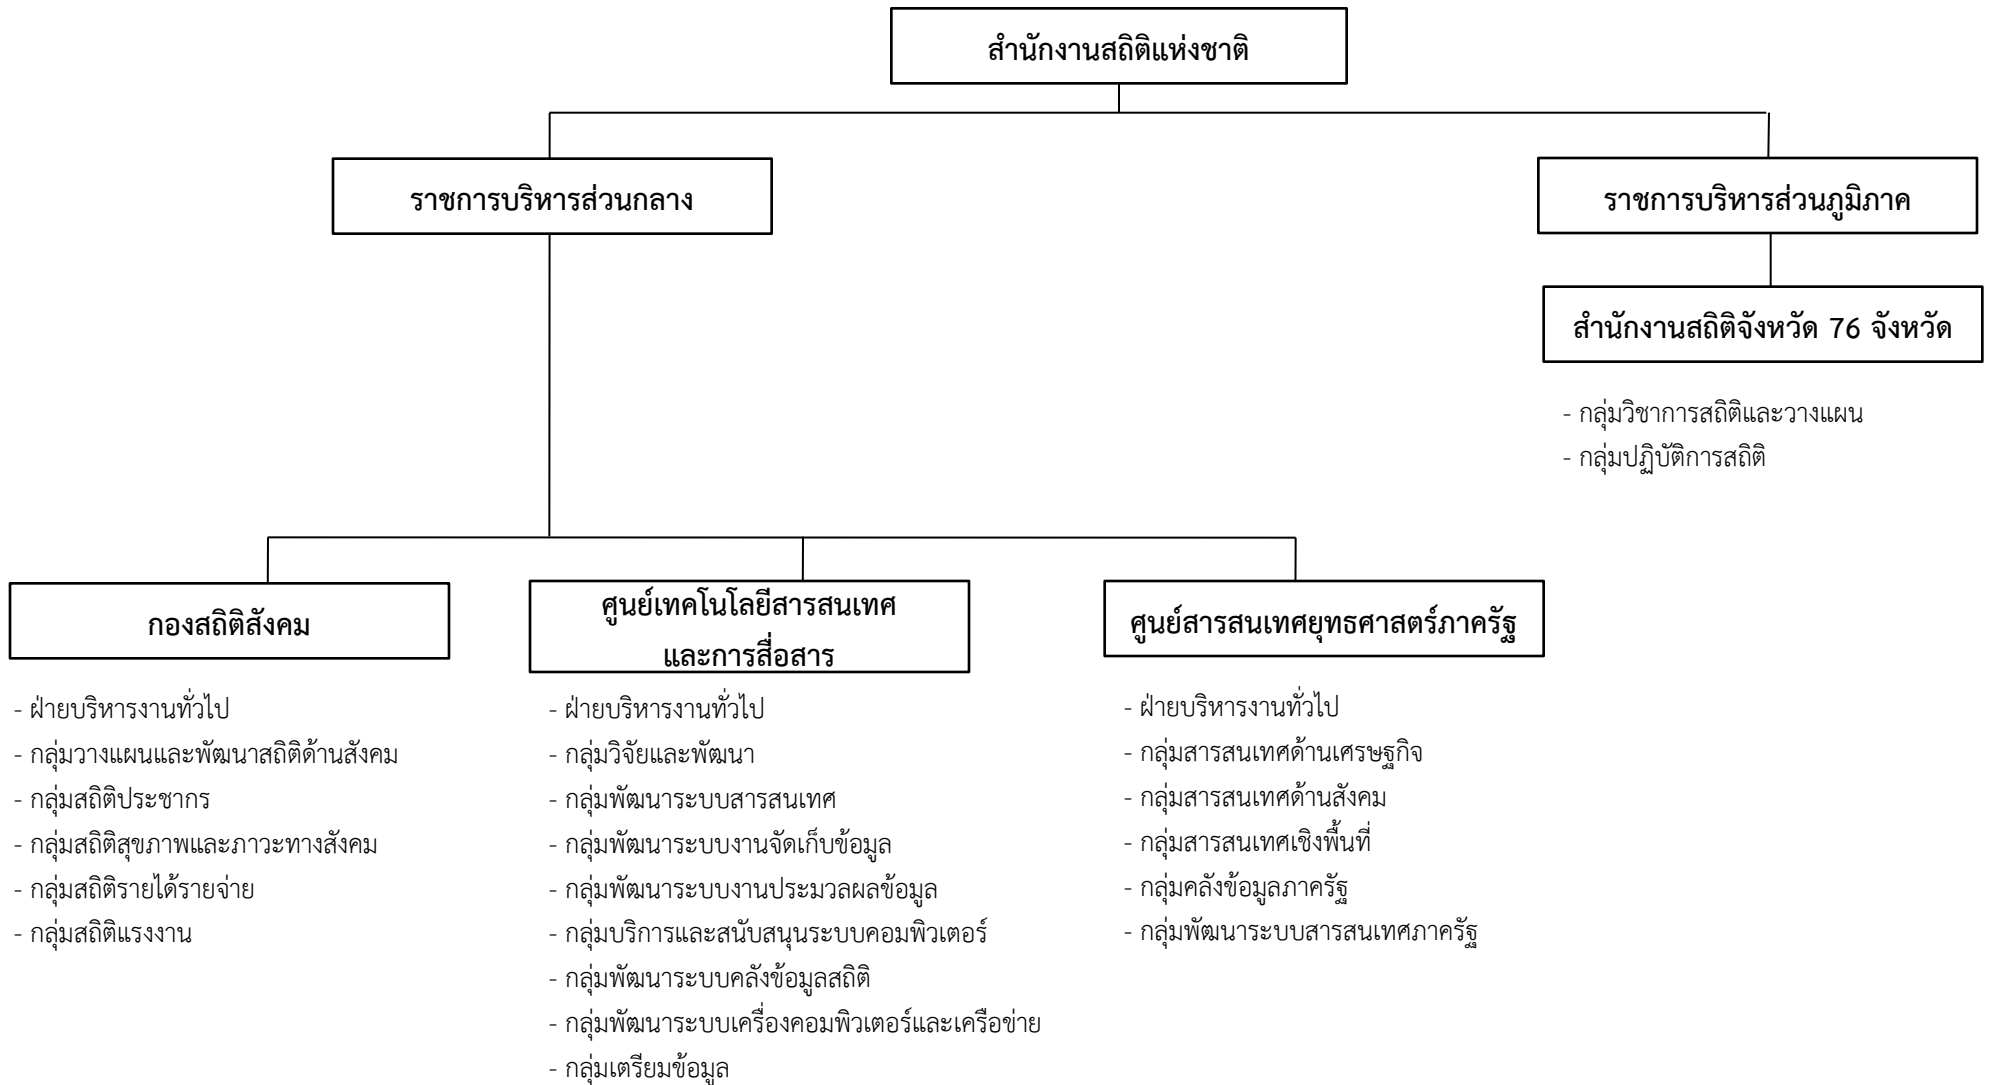 สำนักงานสถิติแห่งชาติ
ราชการบริหารส่วนกลาง
ราชการบริหารส่วนภูมิภาค
สำนักงานสถิติจังหวัด 76 จังหวัด
- กลุ่มวิชาการสถิติและวางแผน
- กลุ่มปฏิบัติการสถิติ
กองสถิติสังคม
- ฝ่ายบริหารงานทั่วไป
- กลุ่มวางแผนและพัฒนาสถิติด้านสังคม
- กลุ่มสถิติประชากร
- กลุ่มสถิติสุขภาพและภาวะทางสังคม
- กลุ่มสถิติรายได้รายจ่าย
- กลุ่มสถิติแรงงาน
ศูนย์เทคโนโลยีสารสนเทศ
และการสื่อสาร
- ฝ่ายบริหารงานทั่วไป
- กลุ่มวิจัยและพัฒนา
- กลุ่มพัฒนาระบบสารสนเทศ
- กลุ่มพัฒนาระบบงานจัดเก็บข้อมูล
- กลุ่มพัฒนาระบบงานประมวลผลข้อมูล
- กลุ่มบริการและสนับสนุนระบบคอมพิวเตอร์
- กลุ่มพัฒนาระบบคลังข้อมูลสถิติ
- กลุ่มพัฒนาระบบเครื่องคอมพิวเตอร์และเครือข่าย
- กลุ่มเตรียมข้อมูล
ศูนย์สารสนเทศยุทธศาสตร์ภาครัฐ
- ฝ่ายบริหารงานทั่วไป
- กลุ่มสารสนเทศด้านเศรษฐกิจ
- กลุ่มสารสนเทศด้านสังคม
- กลุ่มสารสนเทศเชิงพื้นที่
- กลุ่มคลังข้อมูลภาครัฐ
- กลุ่มพัฒนาระบบสารสนเทศภาครัฐ